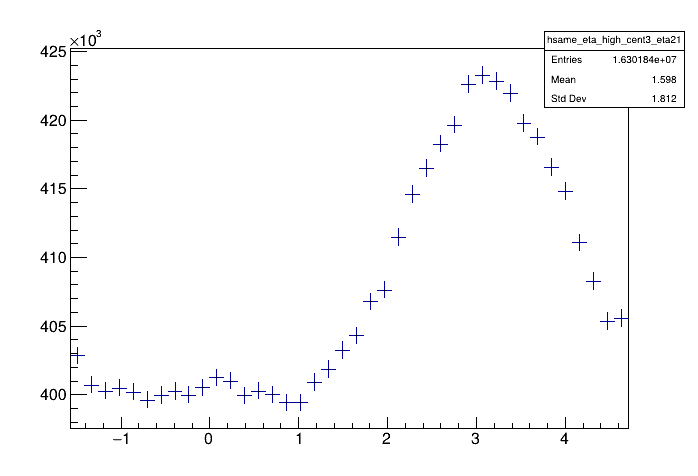 ×10³
hsame_eta_high_cent3_eta21
Entries 1.630184e+07
Mean 1.598
Std Dev 1.812
425
420
415
410
405
400
−1 0 1 2 3 4